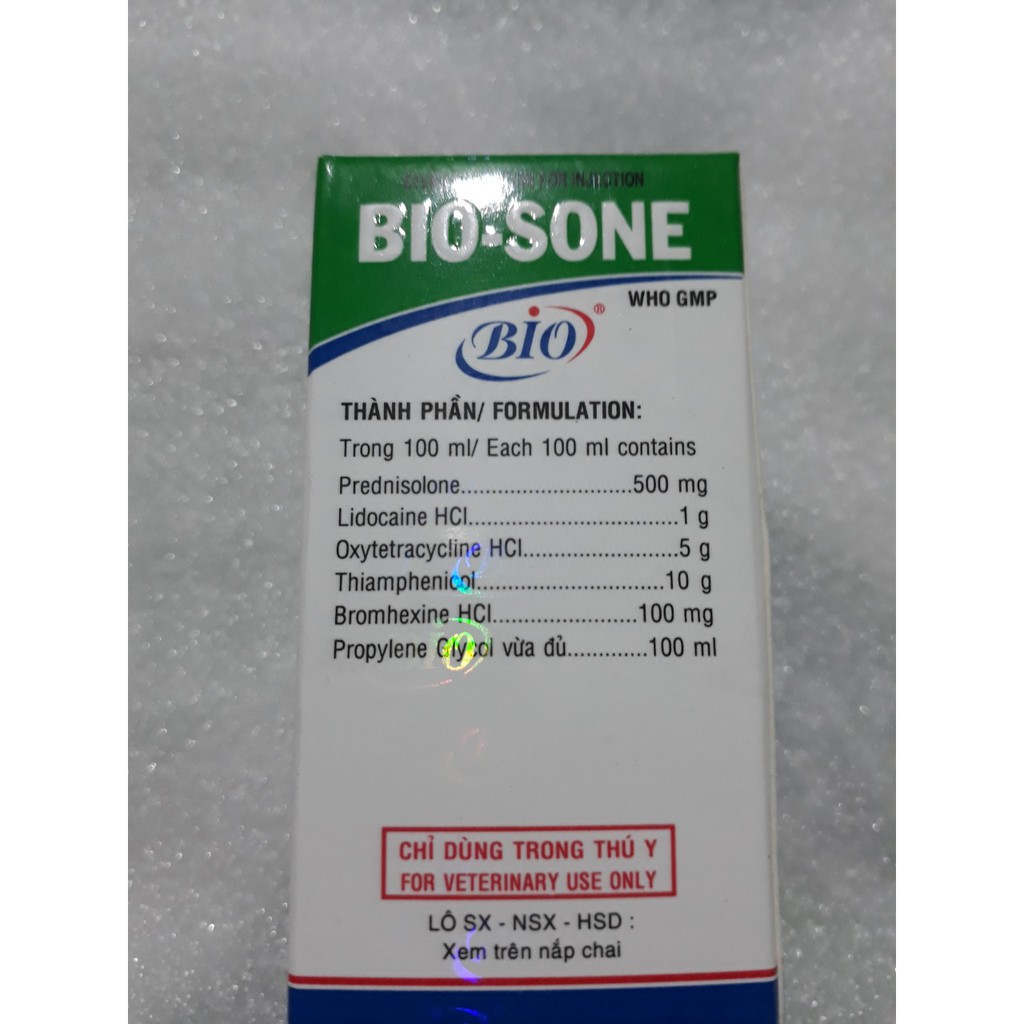 FOR INJECTION
BIO-SONE
WHO GMP
BIO®
THÀNH PHẦN/ FORMULATION:
Trong 100 ml/ Each 100 ml contains
Prednisolone............................500 mg
Lidocaine HCl..................................1 g
Oxytetracycline HCl.........................5 g
Thiamphenicol..............................10 g
Bromhexine HCl.......................100 mg
Propylene Glycol vừa đủ.............100 ml
CHỈ DÙNG TRONG THÚ Y
FOR VETERINARY USE ONLY
LÔ SX - NSX - HSD :
Xem trên nắp chai